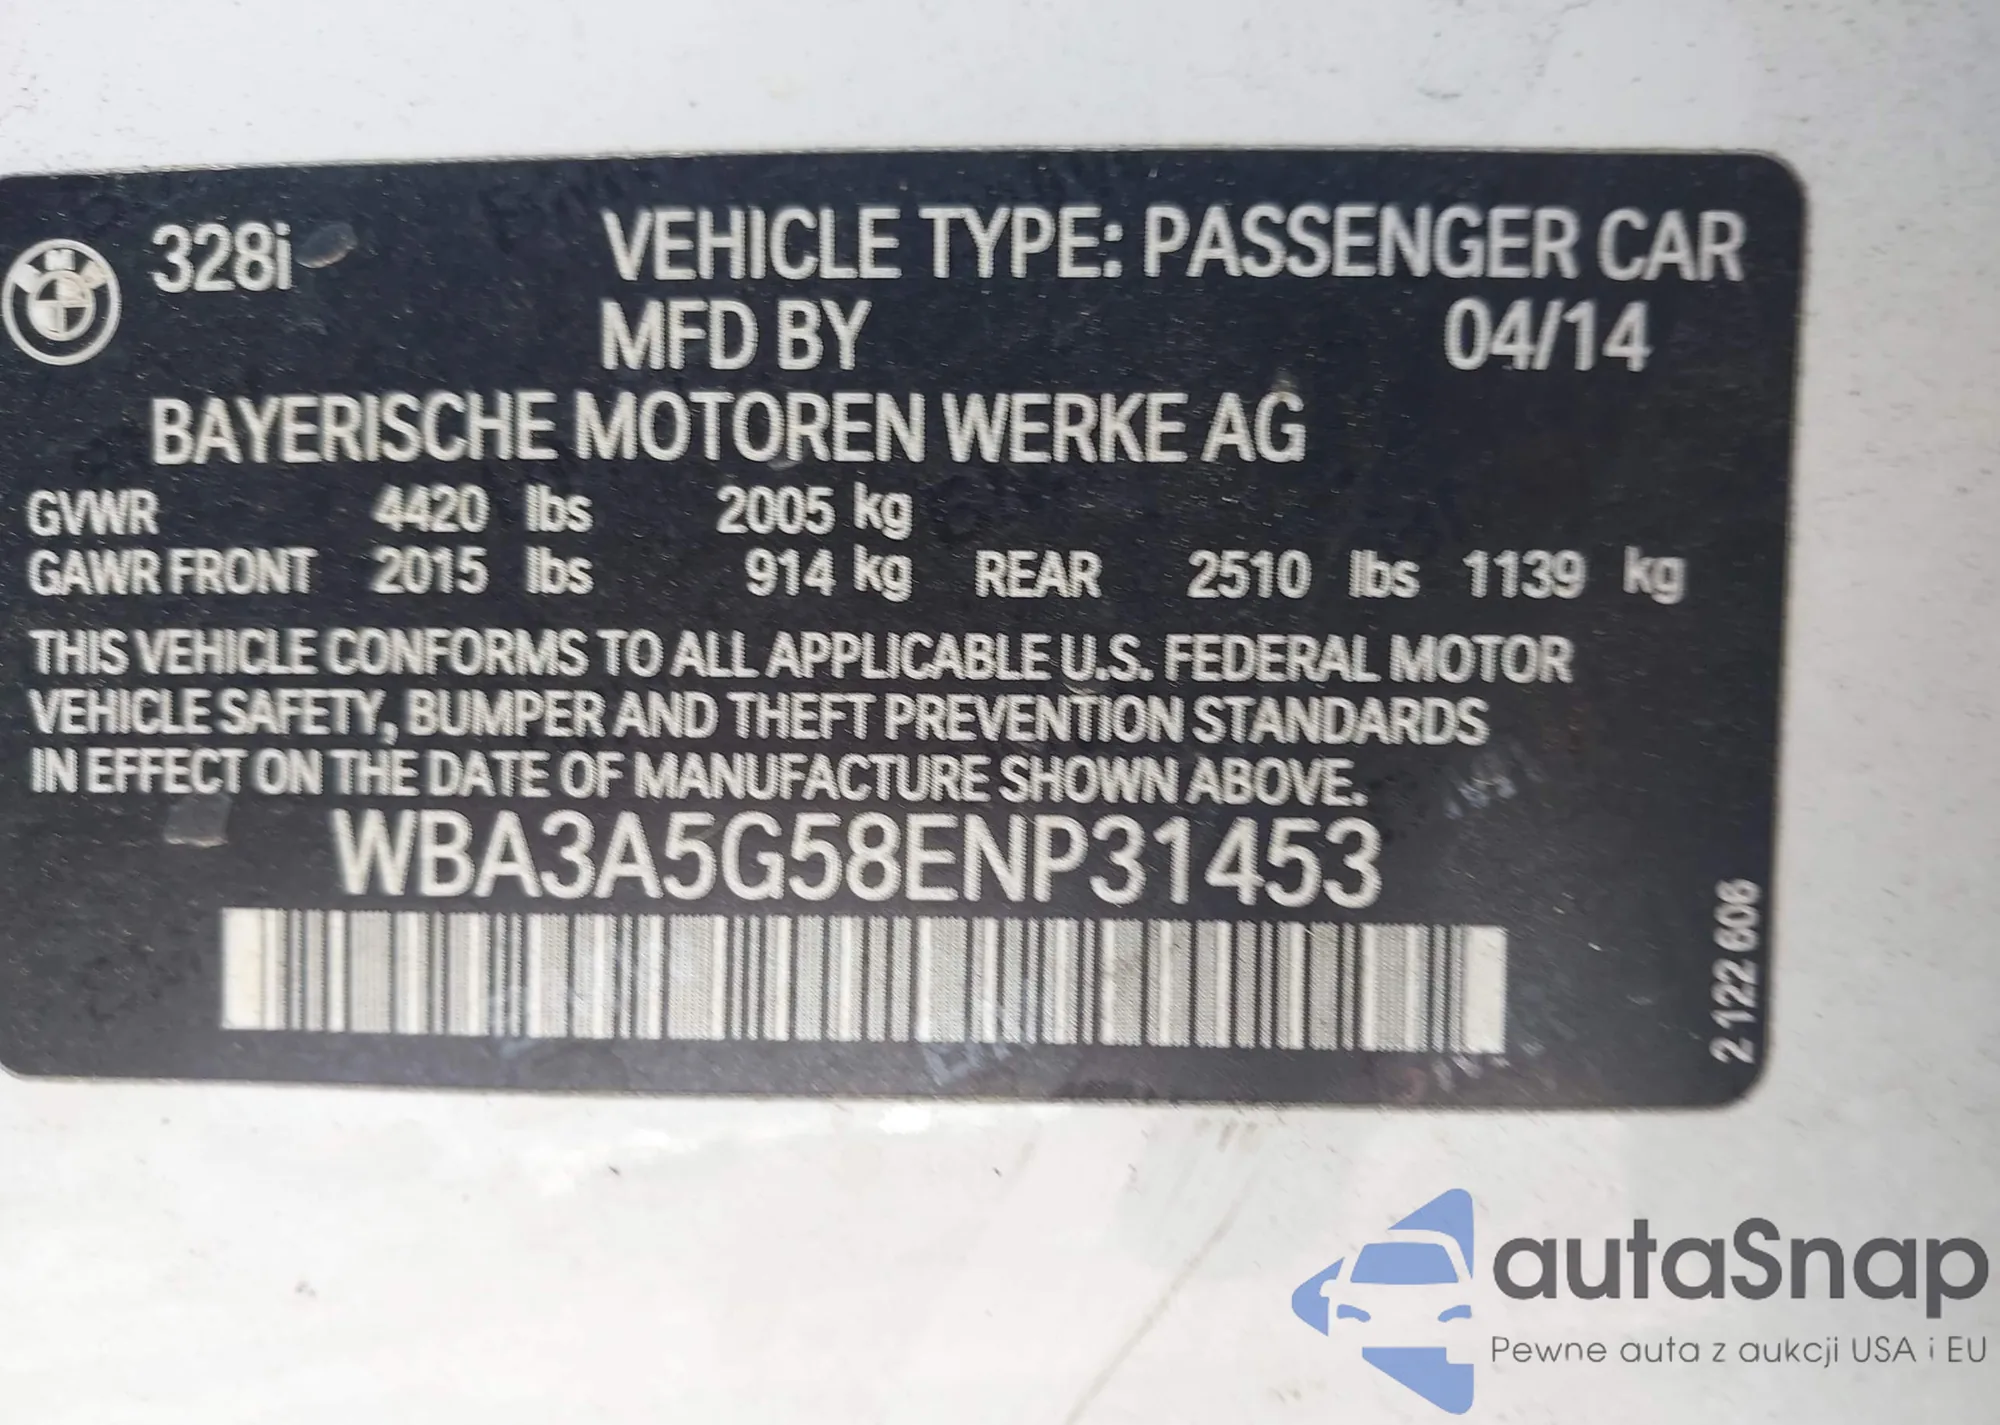 328i VEHICLE TYPE: PASSENGER CAR
MFD BY 04/14
BAYERISCHE MOTOREN WERKE AG
GVWR 4420 lbs 2005 kg
GAWR FRONT 2015 lbs 914 kg REAR 2510 lbs 1139 kg
THIS VEHICLE CONFORMS TO ALL APPLICABLE U.S. FEDERAL MOTOR
VEHICLE SAFETY, BUMPER AND THEFT PREVENTION STANDARDS
IN EFFECT ON THE DATE OF MANUFACTURE SHOWN ABOVE.
WBA3A5G58ENP31453
2 122 606
autaSnap
Pewne auta z aukcji USA i EU